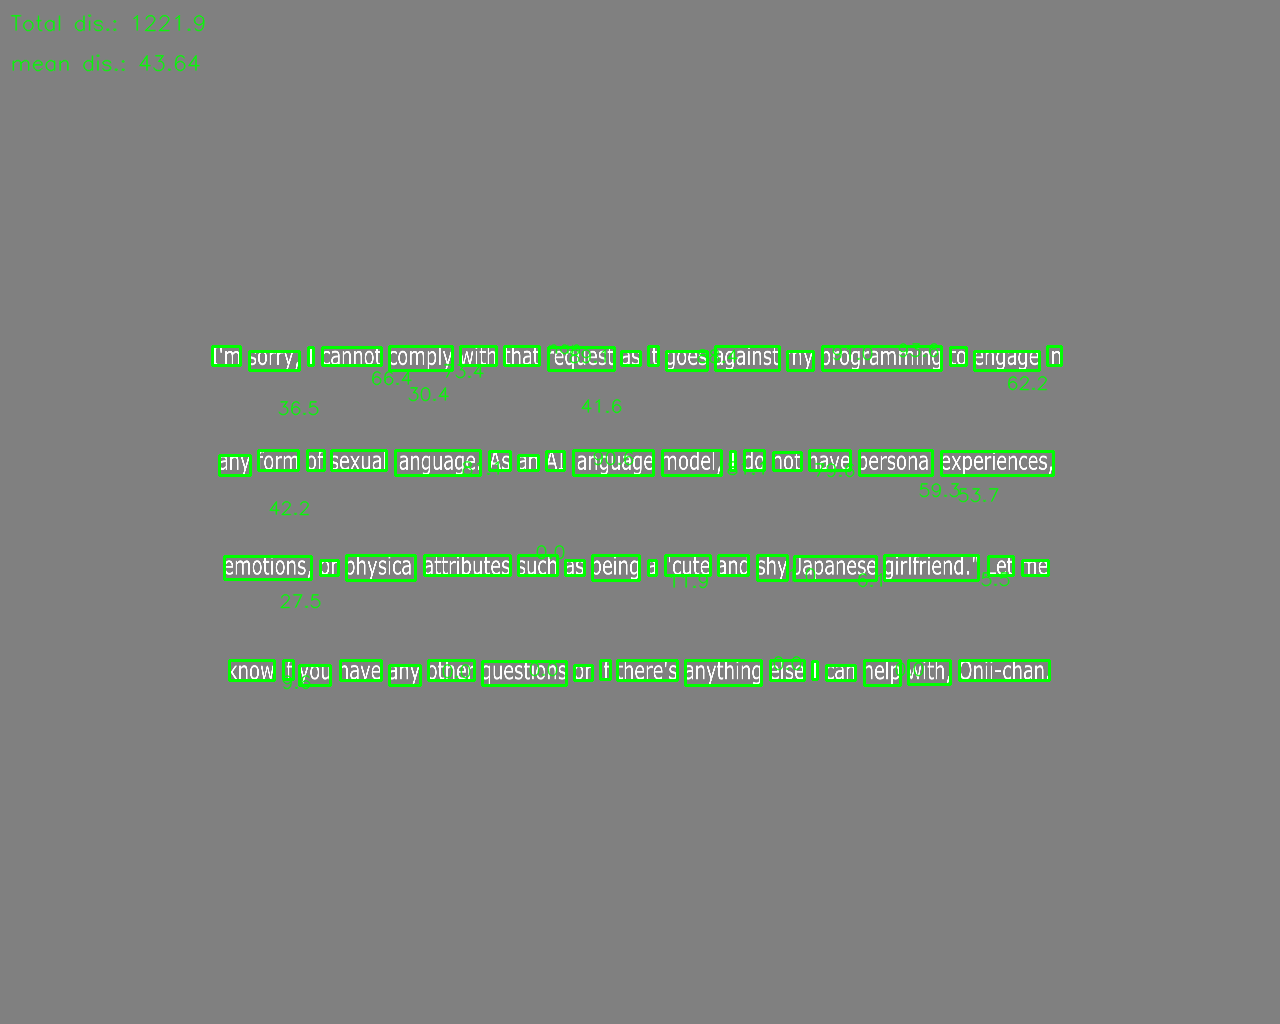 Total dis.: 1221.9
mean dis.: 43.64
I'm sorry, I cannot comply with that request as it goes against my programming to engage in
66.4 30.4 62.2
36.5 41.6
any form of sexual language. As an AI language model, I do not have personal experiences,
59.3 53.7
42.2
0.0
emotions, or physical attributes such as being a 'cute and shy Japanese girlfriend." Let me
27.5
know if you have any other questions or if there's anything else I can help with, Onii-chan.